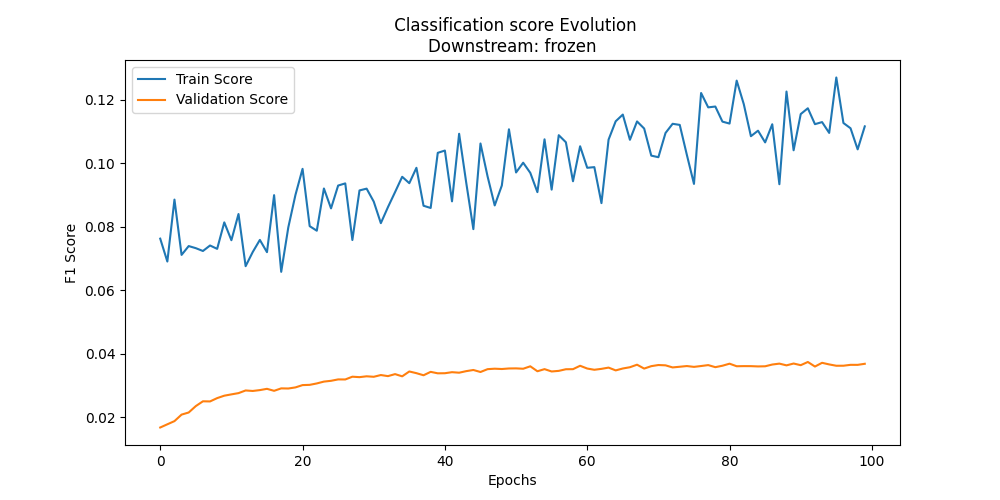 Classification score Evolution
Downstream: frozen
Train Score
Validation Score
F1 Score
0.12
0.10
0.08
0.06
0.04
0.02
0
20
40
60
80
100
Epochs